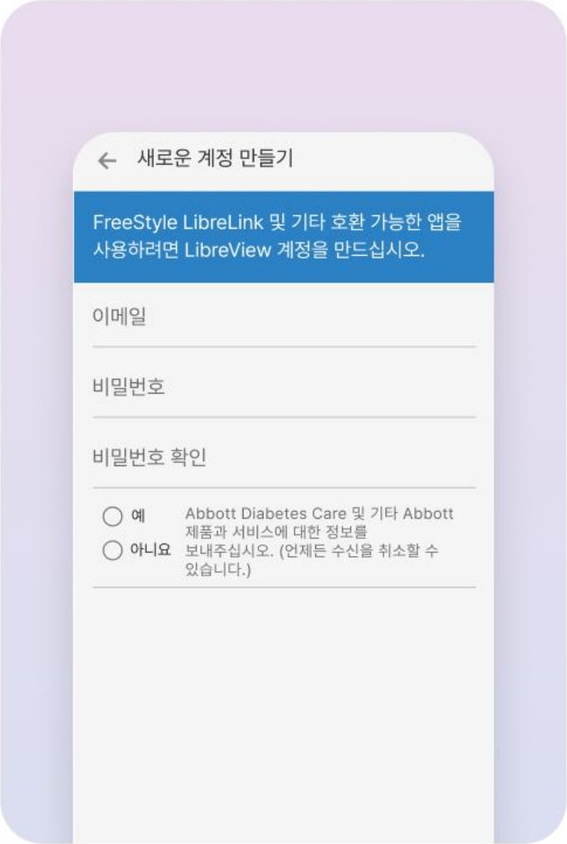 새로운 계정 만들기
FreeStyle LibreLink 및 기타 호환 가능한 앱을
사용하려면 LibreView 계정을 만드십시오.
이메일
비밀번호
비밀번호 확인
예
아니요
Abbott Diabetes Care 및 기타 Abbott
제품과 서비스에 대한 정보를
보내주십시오. (언제든 수신을 취소할 수
있습니다.)